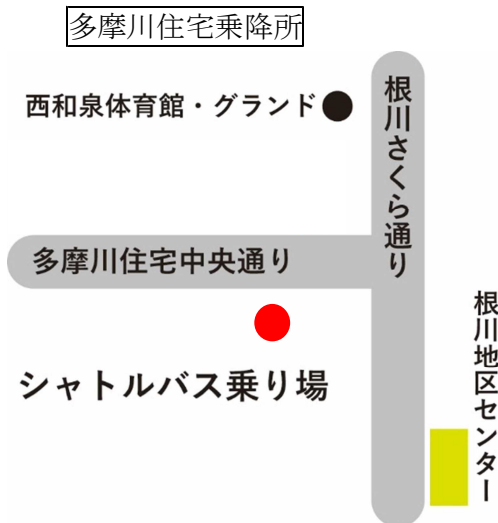 多摩川住宅乗降所
西和泉体育館・グランド
根川さくら通り
多摩川住宅中央通り
シャトルバス乗り場
根川地区センター